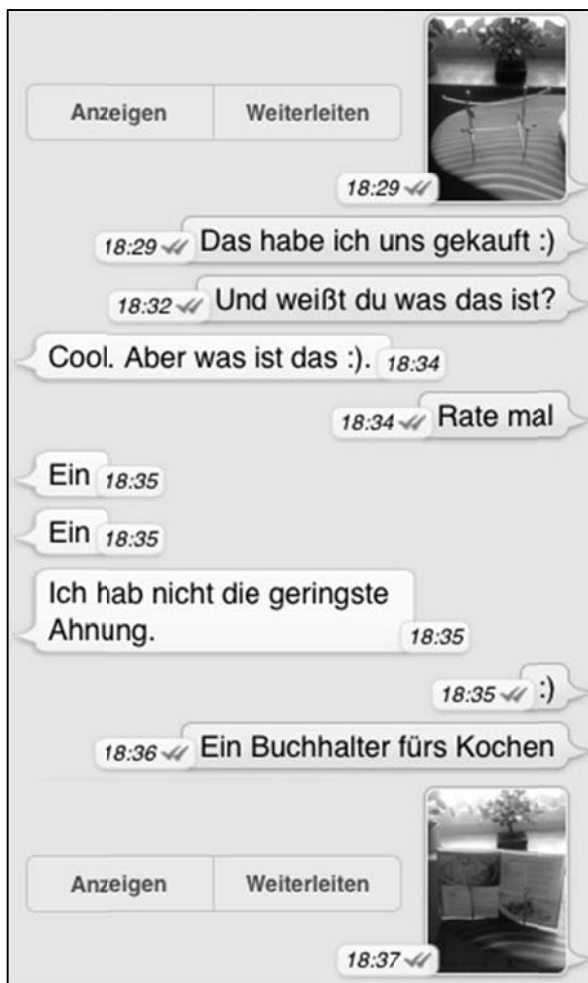 Anzeigen Weiterleiten
18:29
18:29 Das habe ich uns gekauft :)
18:32 Und weißt du was das ist?
Cool. Aber was ist das :). 18:34
18:34 Rate mal
Ein 18:35
Ein 18:35
Ich hab nicht die geringste
Ahnung. 18:35
18:35 :)
18:36 Ein Buchhalter fürs Kochen
Anzeigen Weiterleiten
18:37